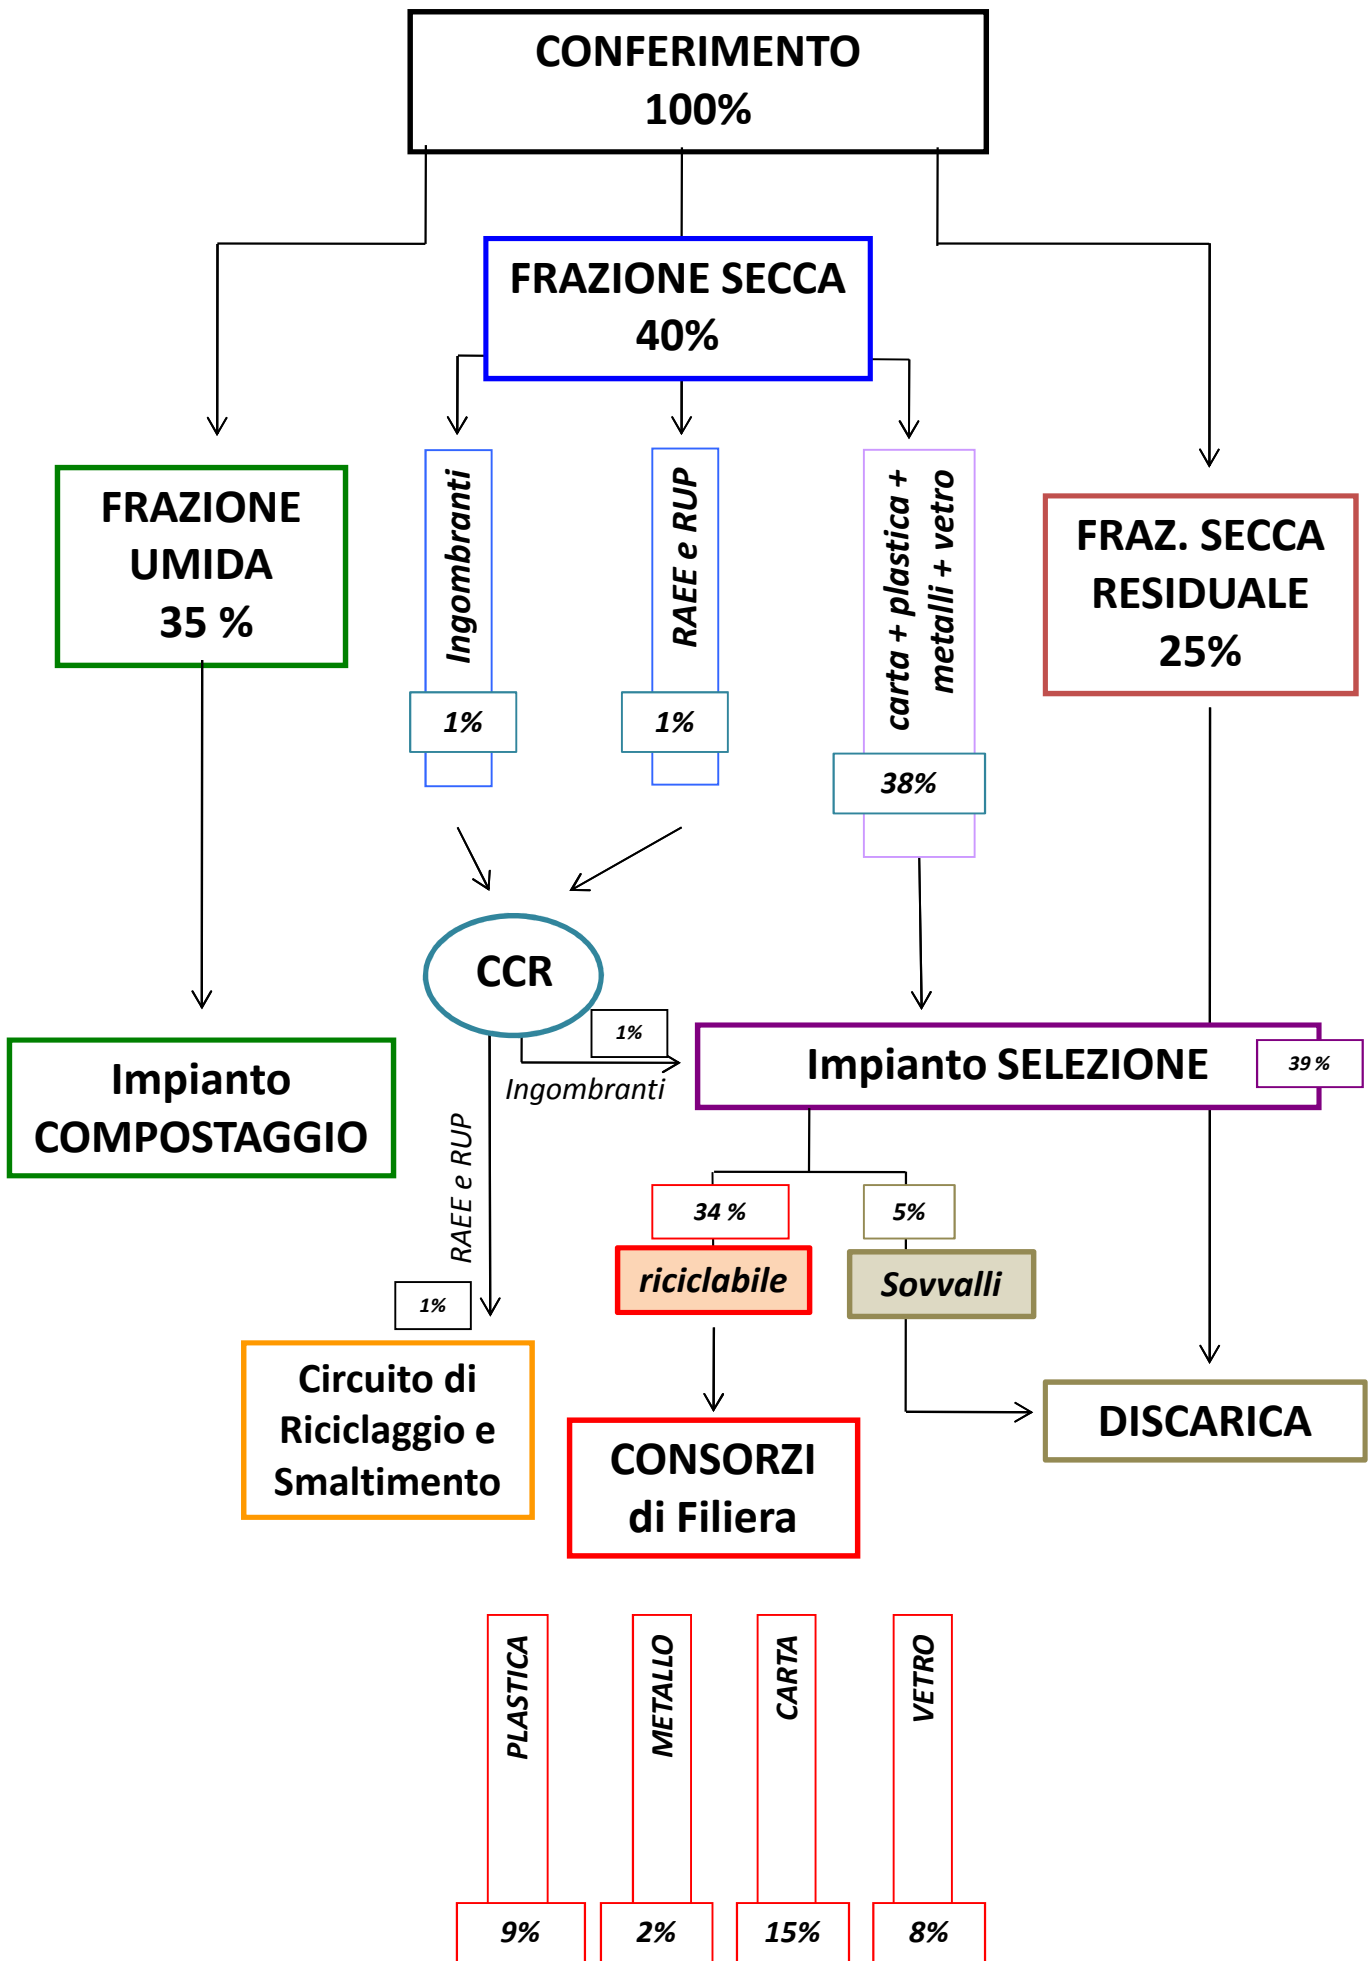 CONFERIMENTO
100%
FRAZIONE SECCA
40%
FRAZIONE
UMIDA
35 %
Ingombranti
1%
RAEE e RUP
1%
carta + plastica +
metalli + vetro
38%
FRAZ. SECCA
RESIDUALE
25%
CCR
1%
Ingombranti
Impianto SELEZIONE
39 %
Impianto
COMPOSTAGGIO
RAEE e RUP
1%
34 %
riciclabile
5%
Sovvalli
Circuito di
Riciclaggio e
Smaltimento
CONSORZI
di Filiera
DISCARICA
PLASTICA
9%
METALLO
2%
CARTA
15%
VETRO
8%